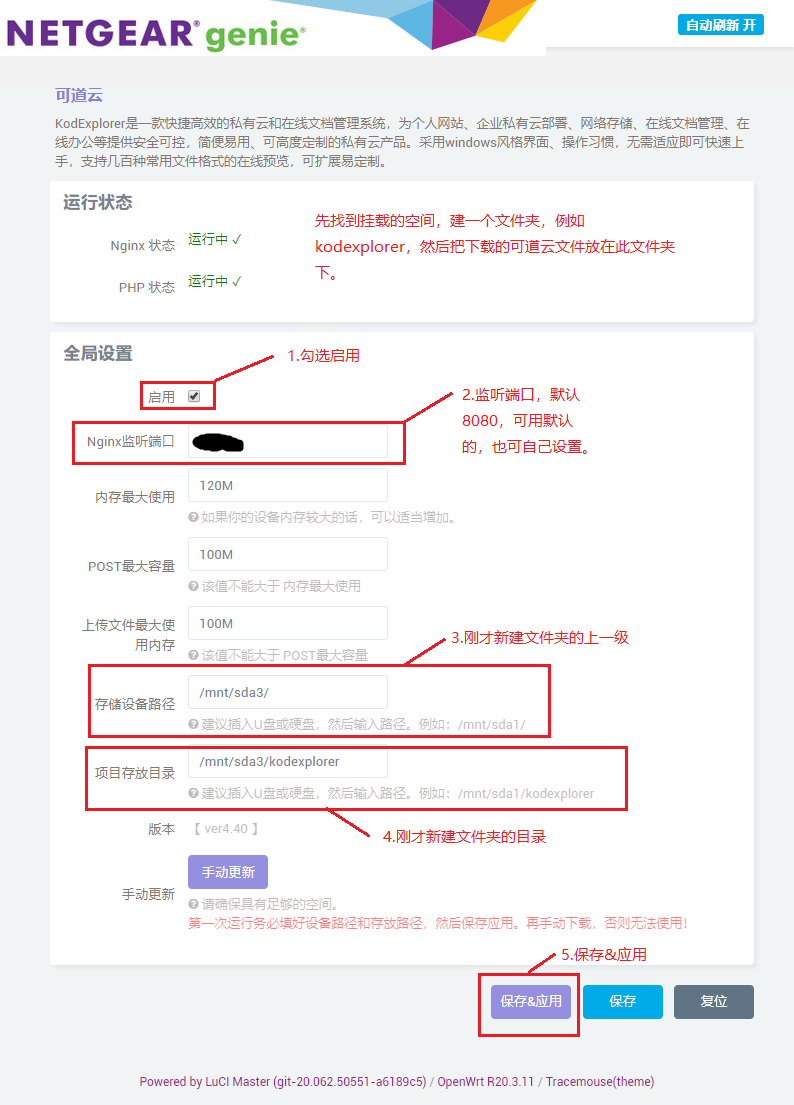 NETGEAR® genie®
自动刷新 开
可道云
KodExplorer是一款快捷高效的私有云和在线文档管理系统，为个人网站、企业私有云部署、网络存储、在线文档管理、在
线办公等提供安全可控，简便易用、可高度定制的私有云产品。采用windows风格界面、操作习惯，无需适应即可快速上
手，支持几百种常用文件格式的在线预览，可扩展易定制。
运行状态
Nginx 状态 运行中 ✓
PHP 状态 运行中 ✓
先找到挂载的空间，建一个文件夹，例如
kodexplorer，然后把下载的可道云文件放在此文件夹
下。
全局设置
1.勾选启用
启用
2.监听端口，默认
8080，可用默认
的，也可自己设置。
Nginx监听端口
内存最大使用 120M
如果你的设备内存较大的话，可以适当增加。
POST最大容量 100M
该值不能大于 内存最大使用
上传文件最大使
用内存
100M
该值不能大于 POST最大容量
3.刚才新建文件夹的上一级
存储设备路径 /mnt/sda3/
建议插入U盘或硬盘，然后输入路径。例如：/mnt/sda1/
项目存放目录 /mnt/sda3/kodexplorer
建议插入U盘或硬盘，然后输入路径。例如：/mnt/sda1/kodexplorer
版本 【 ver4.40 】
4.刚才新建文件夹的目录
手动更新 手动更新
请确保具有足够的空间。
第一次运行务必填好设备路径和存放路径，然后保存应用。再手动下载，否则无法使用！
5.保存&应用
保存&应用 保存 复位
Powered by LuCI Master (git-20.062.50551-a6189c5) / OpenWrt R20.3.11 / Tracemouse(theme)